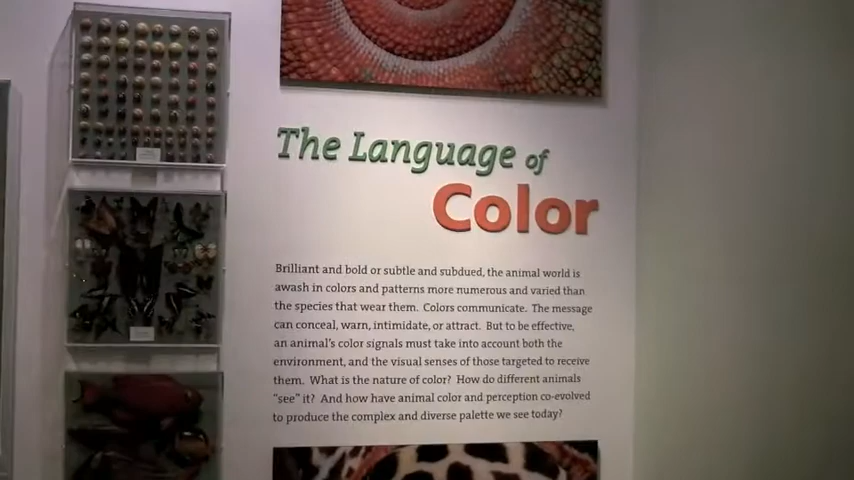 The Language of
Color
Brilliant and bold or subtle and subdued, the animal world is
awash in colors and patterns more numerous and varied than
the species that wear them. Colors communicate. The message
can conceal, warn, intimidate, or attract. But to be effective,
an animal's color signals must take into account both the
environment, and the visual senses of those targeted to receive
them. What is the nature of color? How do different animals
"see" it? And how have animal color and perception co-evolved
to produce the complex and diverse palette we see today?